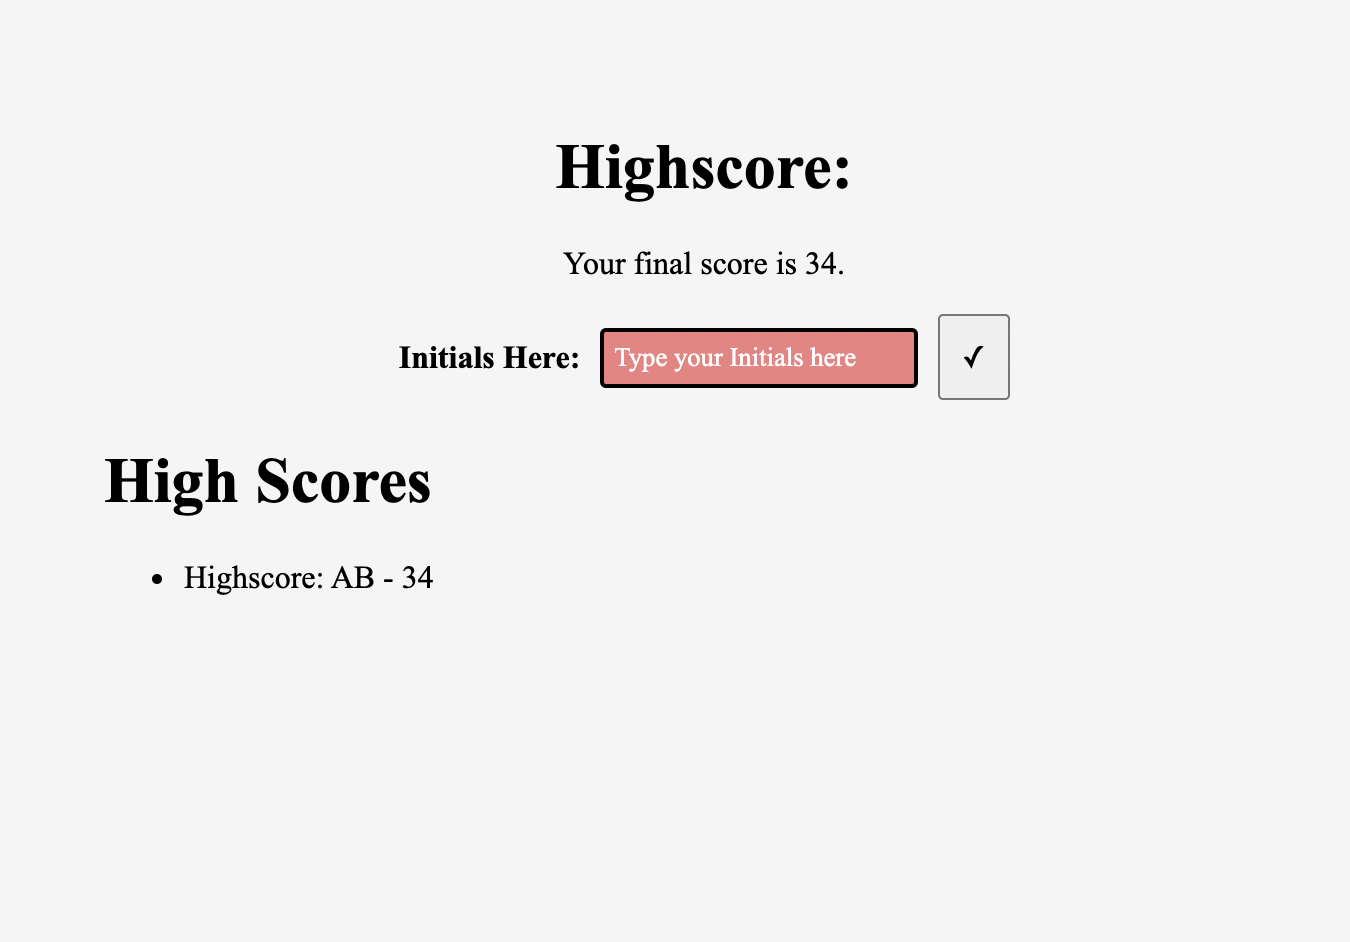 Highscore:
Your final score is 34.
Initials Here: Type your Initials here ✓
High Scores
• Highscore: AB - 34